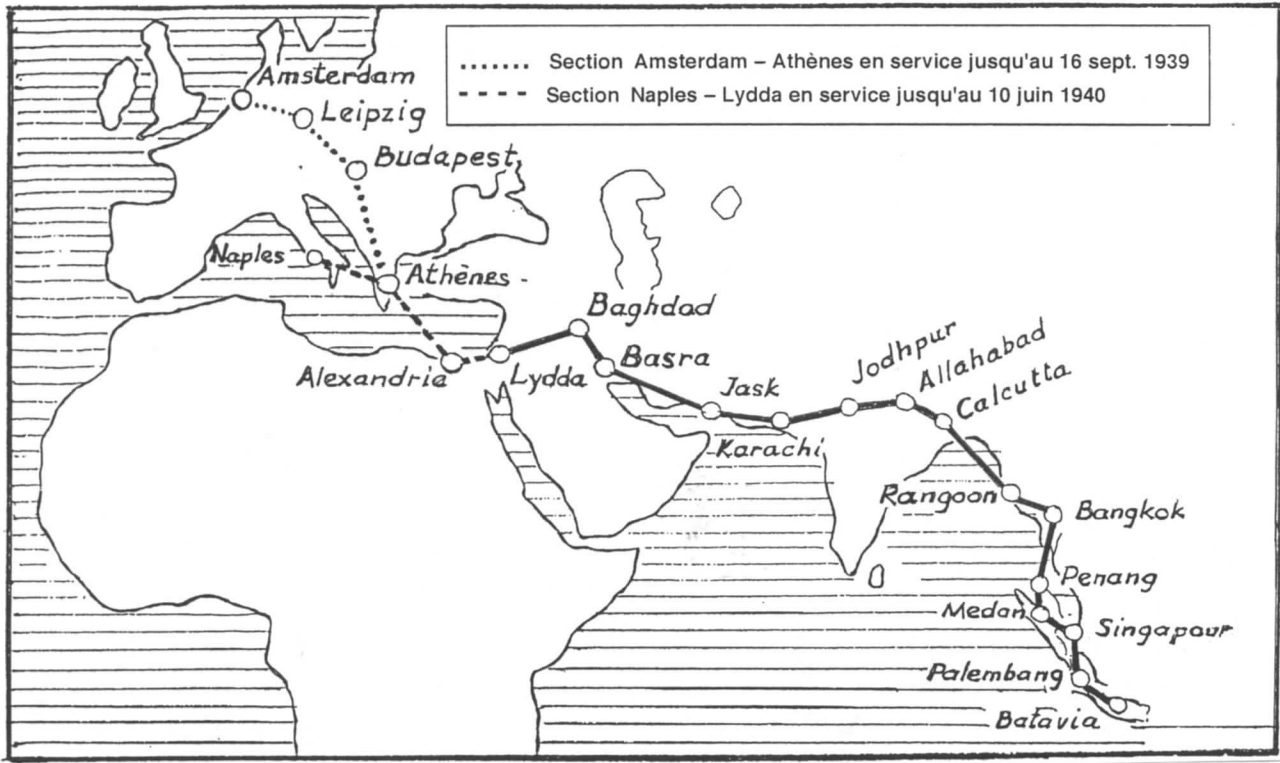 Section Amsterdam – Athènes en service jusqu'au 16 sept. 1939
Section Naples – Lydda en service jusqu'au 10 juin 1940
Amsterdam
Leipzig
Budapest
Naples
Athènes
Baghdad
Basra
Alexandrie
Lydda
Jask
Karachi
Jodhpur
Allahabad
Calcutta
Rangoon
Bangkok
Penang
Medan
Singapour
Palembang
Batavia